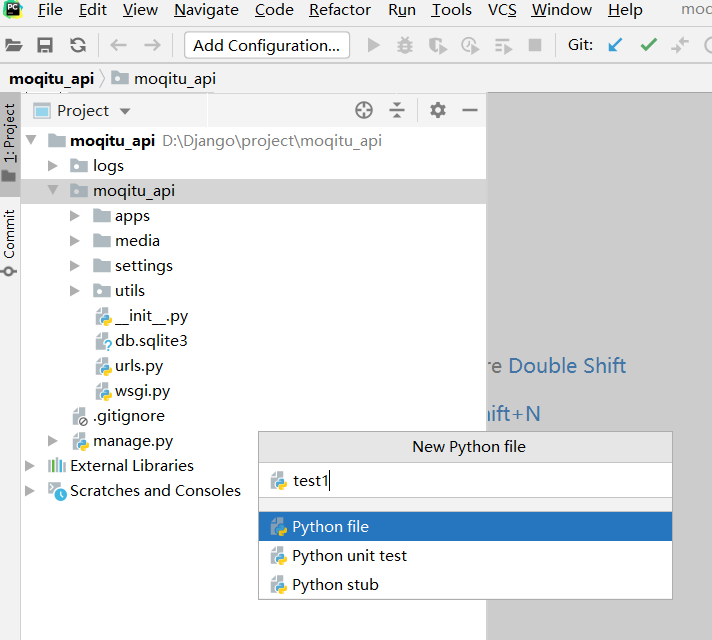 PC File Edit View Navigate Code Refactor Run Tools VCS Window Help
Add Configuration... Git:
moqitu_api moqitu_api
1: Project
Project
moqitu_api D:\Django\project\moqitu_api
logs
moqitu_api
apps
Commit
media
settings
utils
__init__.py
db.sqlite3
urls.py
Double Shift
wsgi.py
.gitignore
ift+N
manage.py
External Libraries
Scratches and Consoles
New Python file
test1
Python file
Python unit test
Python stub